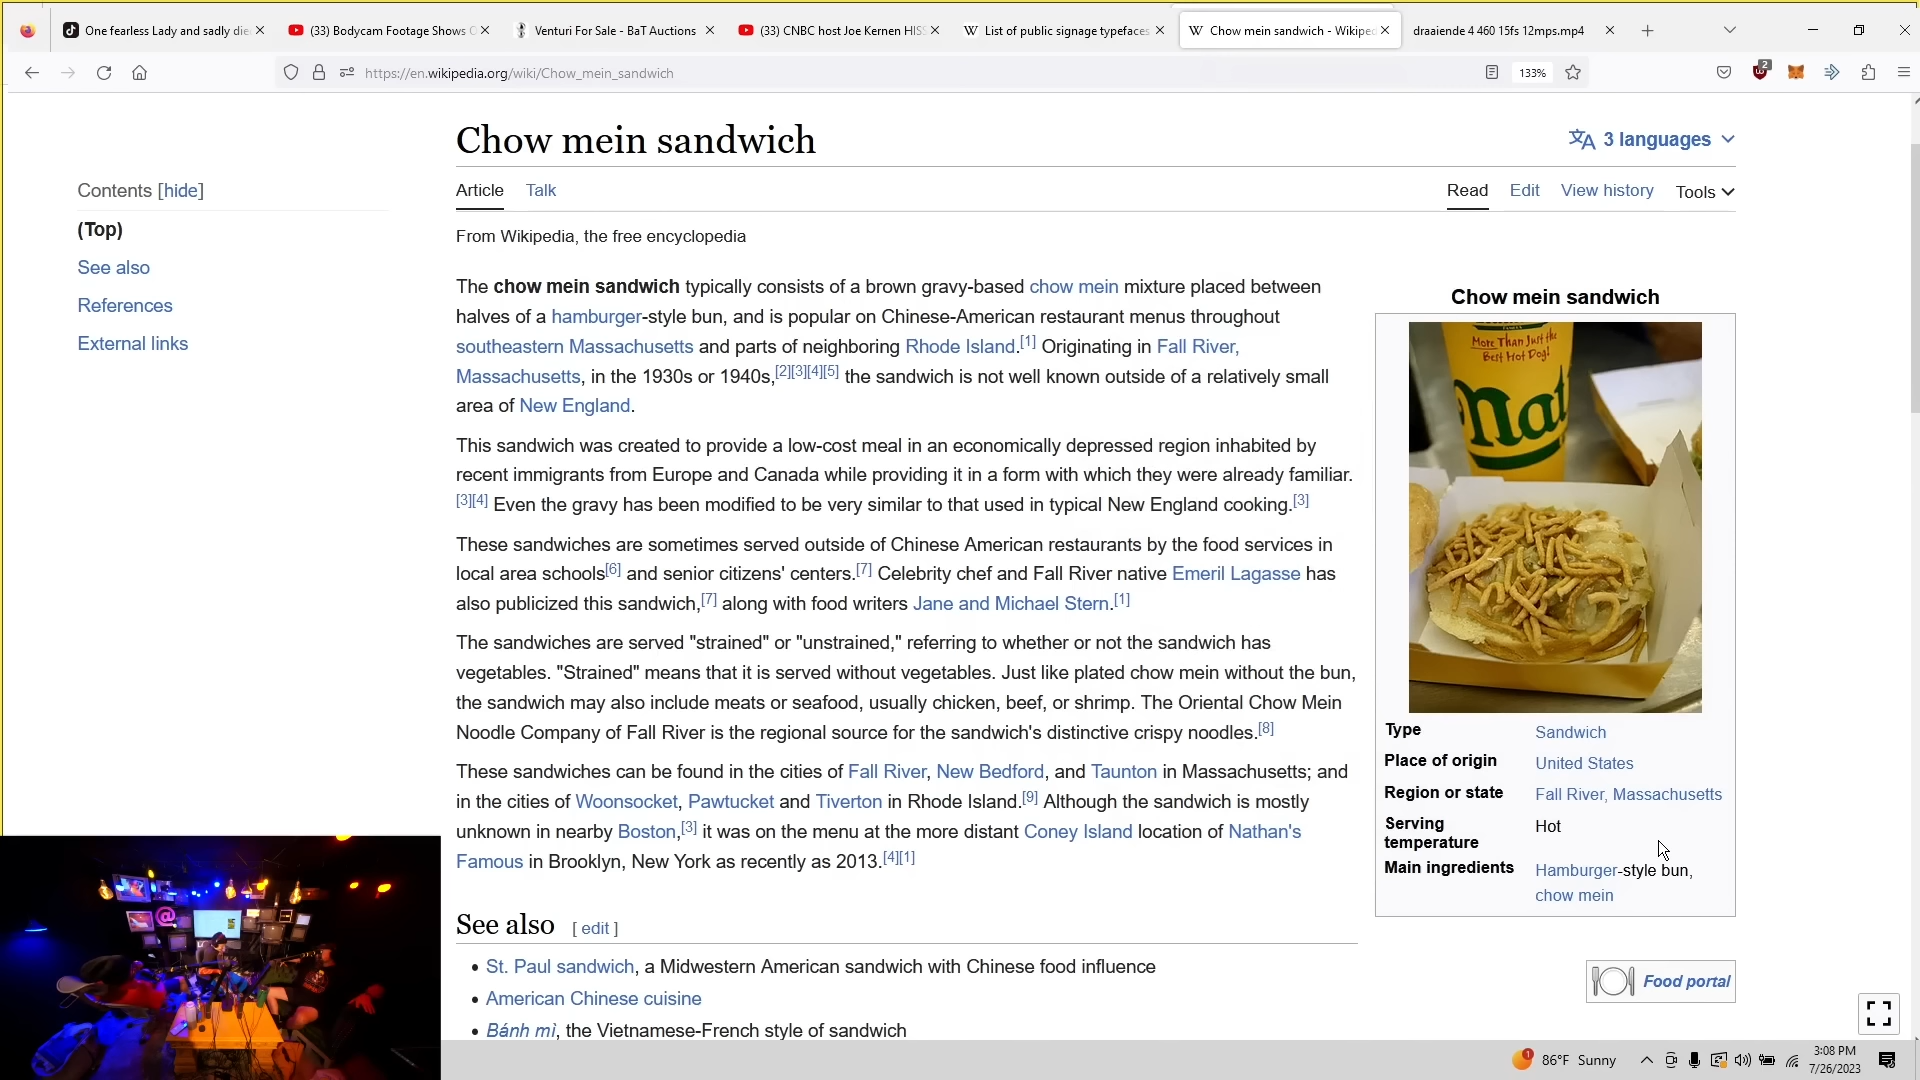 One fearless Lady and sadly die
(33) Bodycam Footage Shows C
Venturi For Sale - BaT Auctions
(33) CNBC host Joe Kernen HISS
List of public signage typefaces
Chow mein sandwich - Wikiped
draaiende 4 460 15fs 12mps.mp4
https://en.wikipedia.org/wiki/Chow_mein_sandwich
133%
2
Chow mein sandwich
3 languages
Contents [hide]
Article
Talk
Read
Edit
View history
Tools
(Top)
See also
References
External links
From Wikipedia, the free encyclopedia
The chow mein sandwich typically consists of a brown gravy-based chow mein mixture placed between
halves of a hamburger-style bun, and is popular on Chinese-American restaurant menus throughout
southeastern Massachusetts and parts of neighboring Rhode Island.[1] Originating in Fall River,
Massachusetts, in the 1930s or 1940s,[2][3][4][5] the sandwich is not well known outside of a relatively small
area of New England.
This sandwich was created to provide a low-cost meal in an economically depressed region inhabited by
recent immigrants from Europe and Canada while providing it in a form with which they were already familiar.
[3][4] Even the gravy has been modified to be very similar to that used in typical New England cooking.[3]
These sandwiches are sometimes served outside of Chinese American restaurants by the food services in
local area schools[6] and senior citizens' centers.[7] Celebrity chef and Fall River native Emeril Lagasse has
also publicized this sandwich,[7] along with food writers Jane and Michael Stern.[1]
The sandwiches are served "strained" or "unstrained," referring to whether or not the sandwich has
vegetables. "Strained" means that it is served without vegetables. Just like plated chow mein without the bun,
the sandwich may also include meats or seafood, usually chicken, beef, or shrimp. The Oriental Chow Mein
Noodle Company of Fall River is the regional source for the sandwich's distinctive crispy noodles.[8]
These sandwiches can be found in the cities of Fall River, New Bedford, and Taunton in Massachusetts; and
in the cities of Woonsocket, Pawtucket and Tiverton in Rhode Island.[9] Although the sandwich is mostly
unknown in nearby Boston,[3] it was on the menu at the more distant Coney Island location of Nathan's
Famous in Brooklyn, New York as recently as 2013.[4][1]
See also [ edit ]
St. Paul sandwich, a Midwestern American sandwich with Chinese food influence
American Chinese cuisine
Bánh mì, the Vietnamese-French style of sandwich
Chow mein sandwich
More Than Just the
Best Hot Dog!
Nat
Type Sandwich
Place of origin United States
Region or state Fall River, Massachusetts
Serving
temperature Hot
Main ingredients Hamburger-style bun,
chow mein
Food portal
@
1
86°F Sunny
3:08 PM
7/26/2023